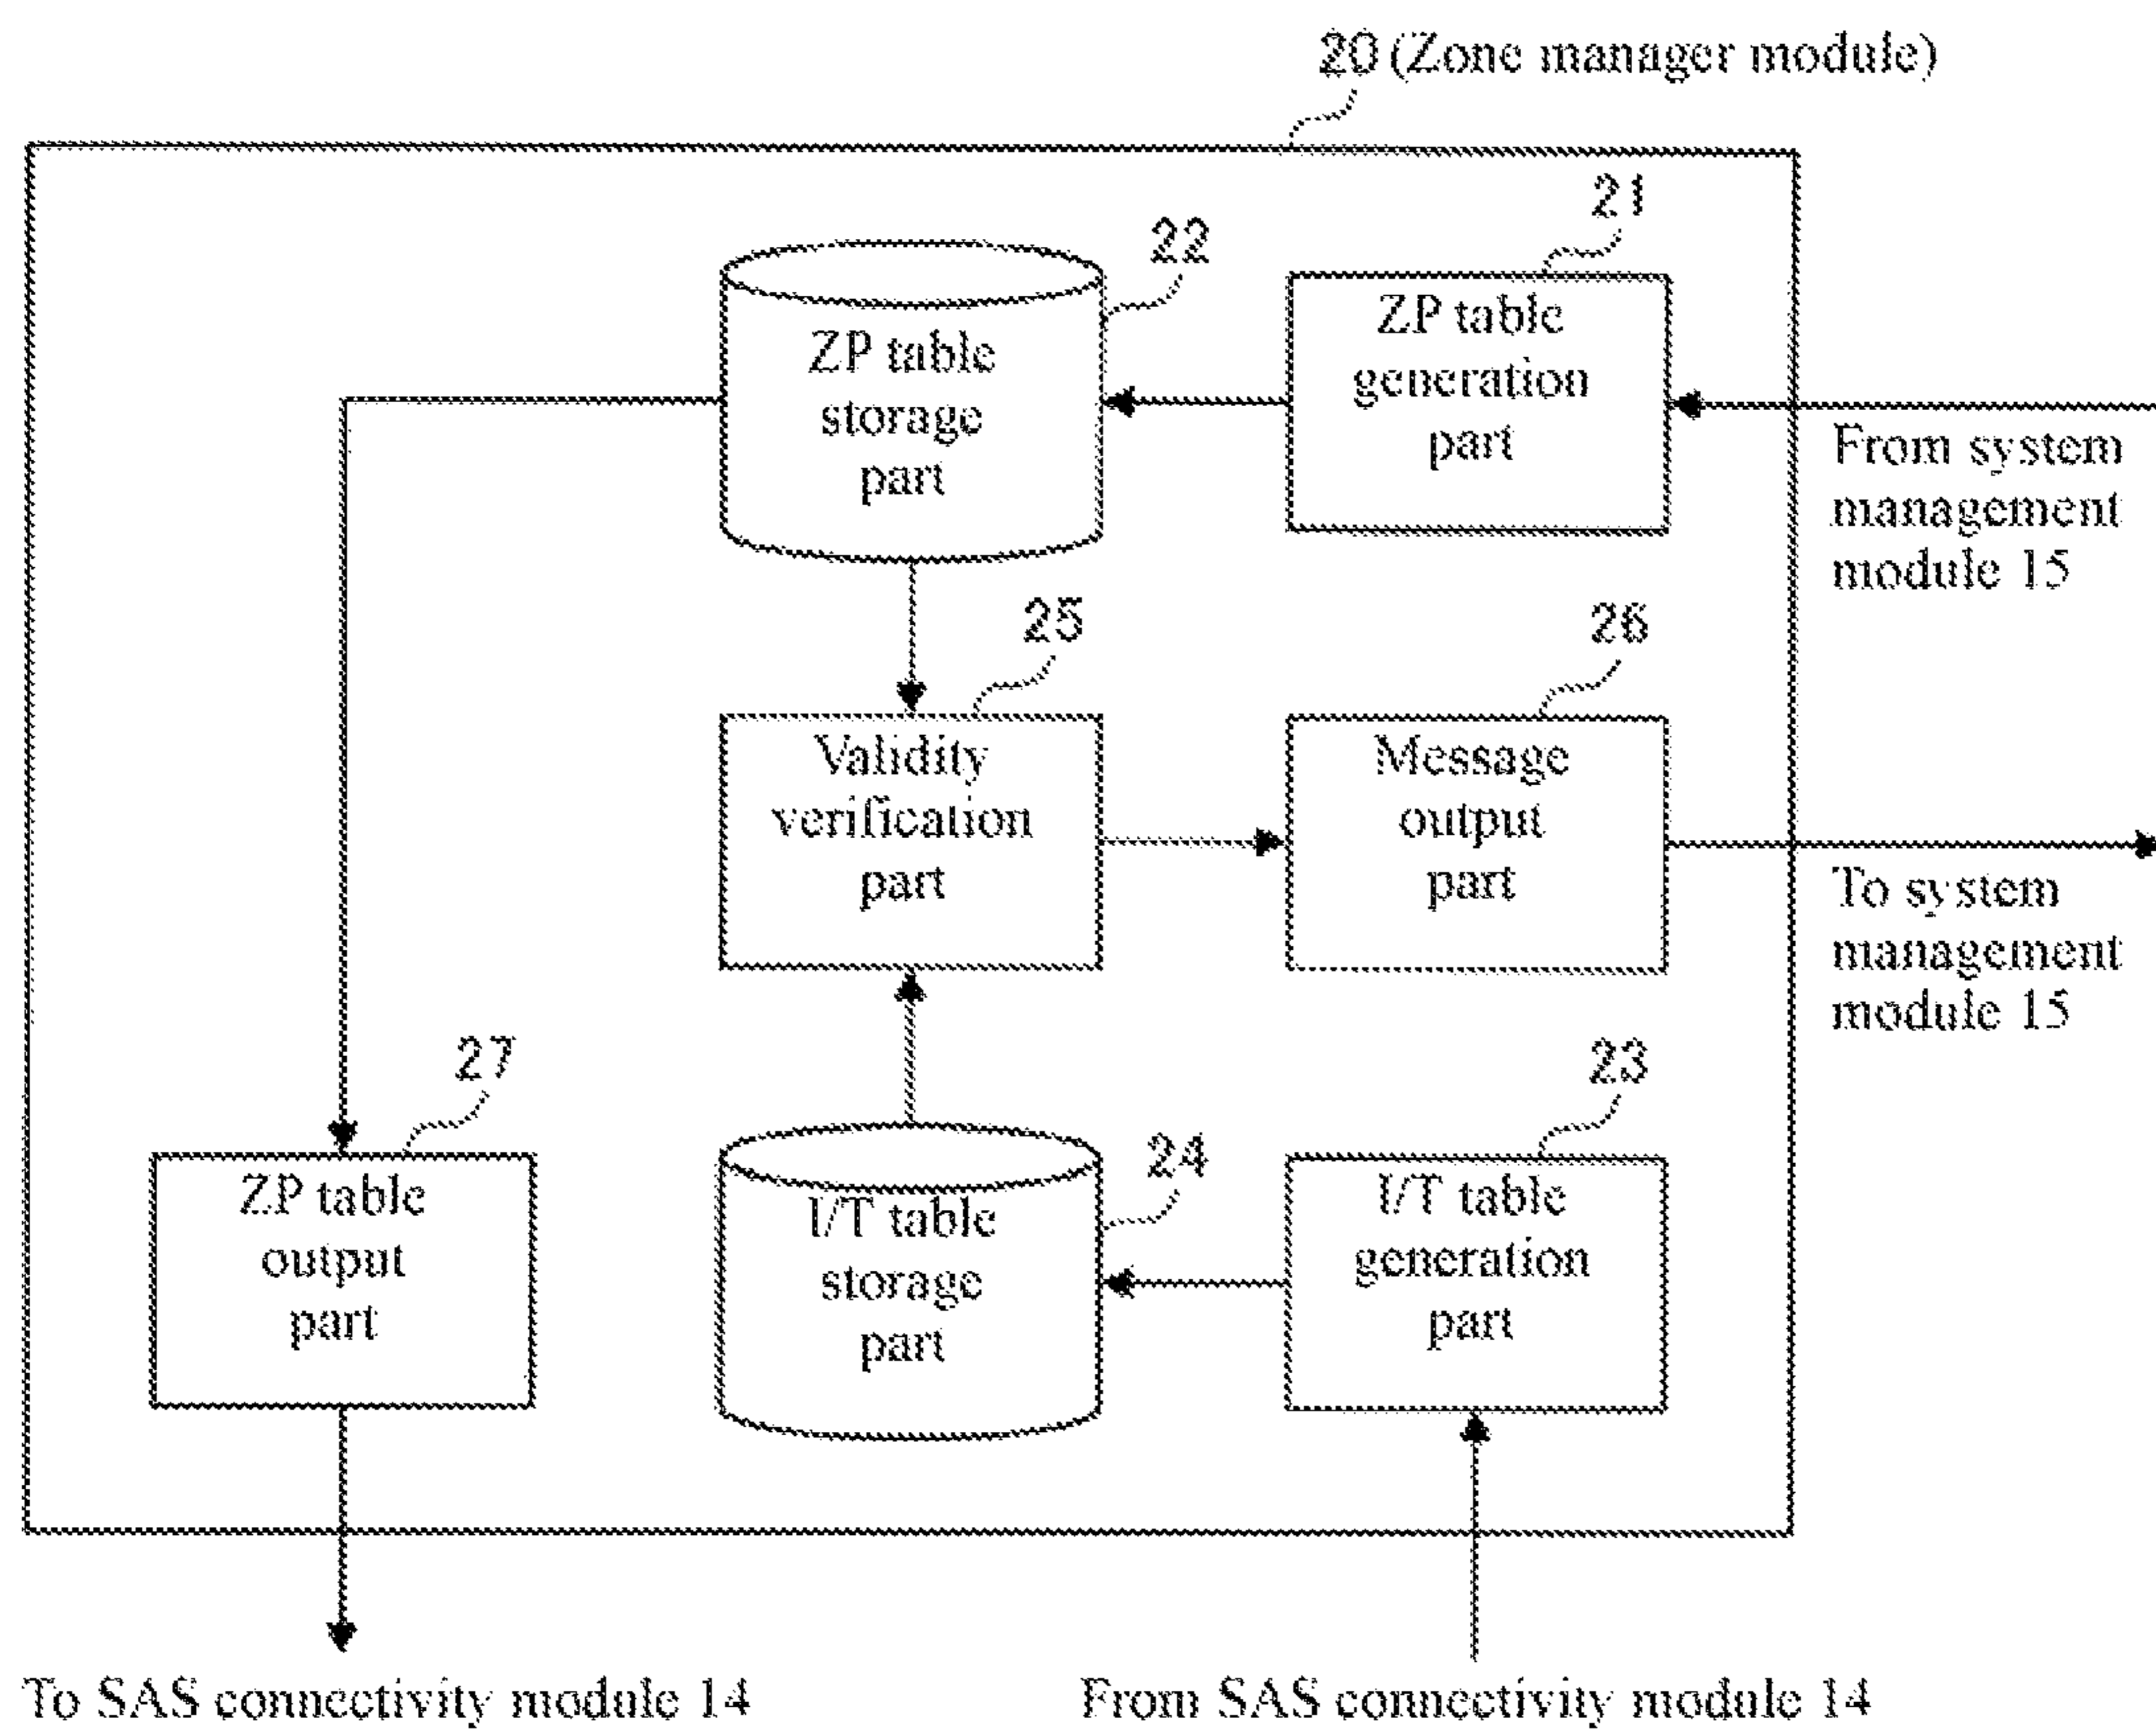 20 (Zone manager module)
21
22
ZP table
generation
part
ZP table
storage
part
From system
management
module 15
25
26
Validity
verification
part
Message
output
part
To system
management
module 15
27
23
24
ZP table
output
part
I/T table
storage
part
I/T table
generation
part
To SAS connectivity module 14
From SAS connectivity module 14